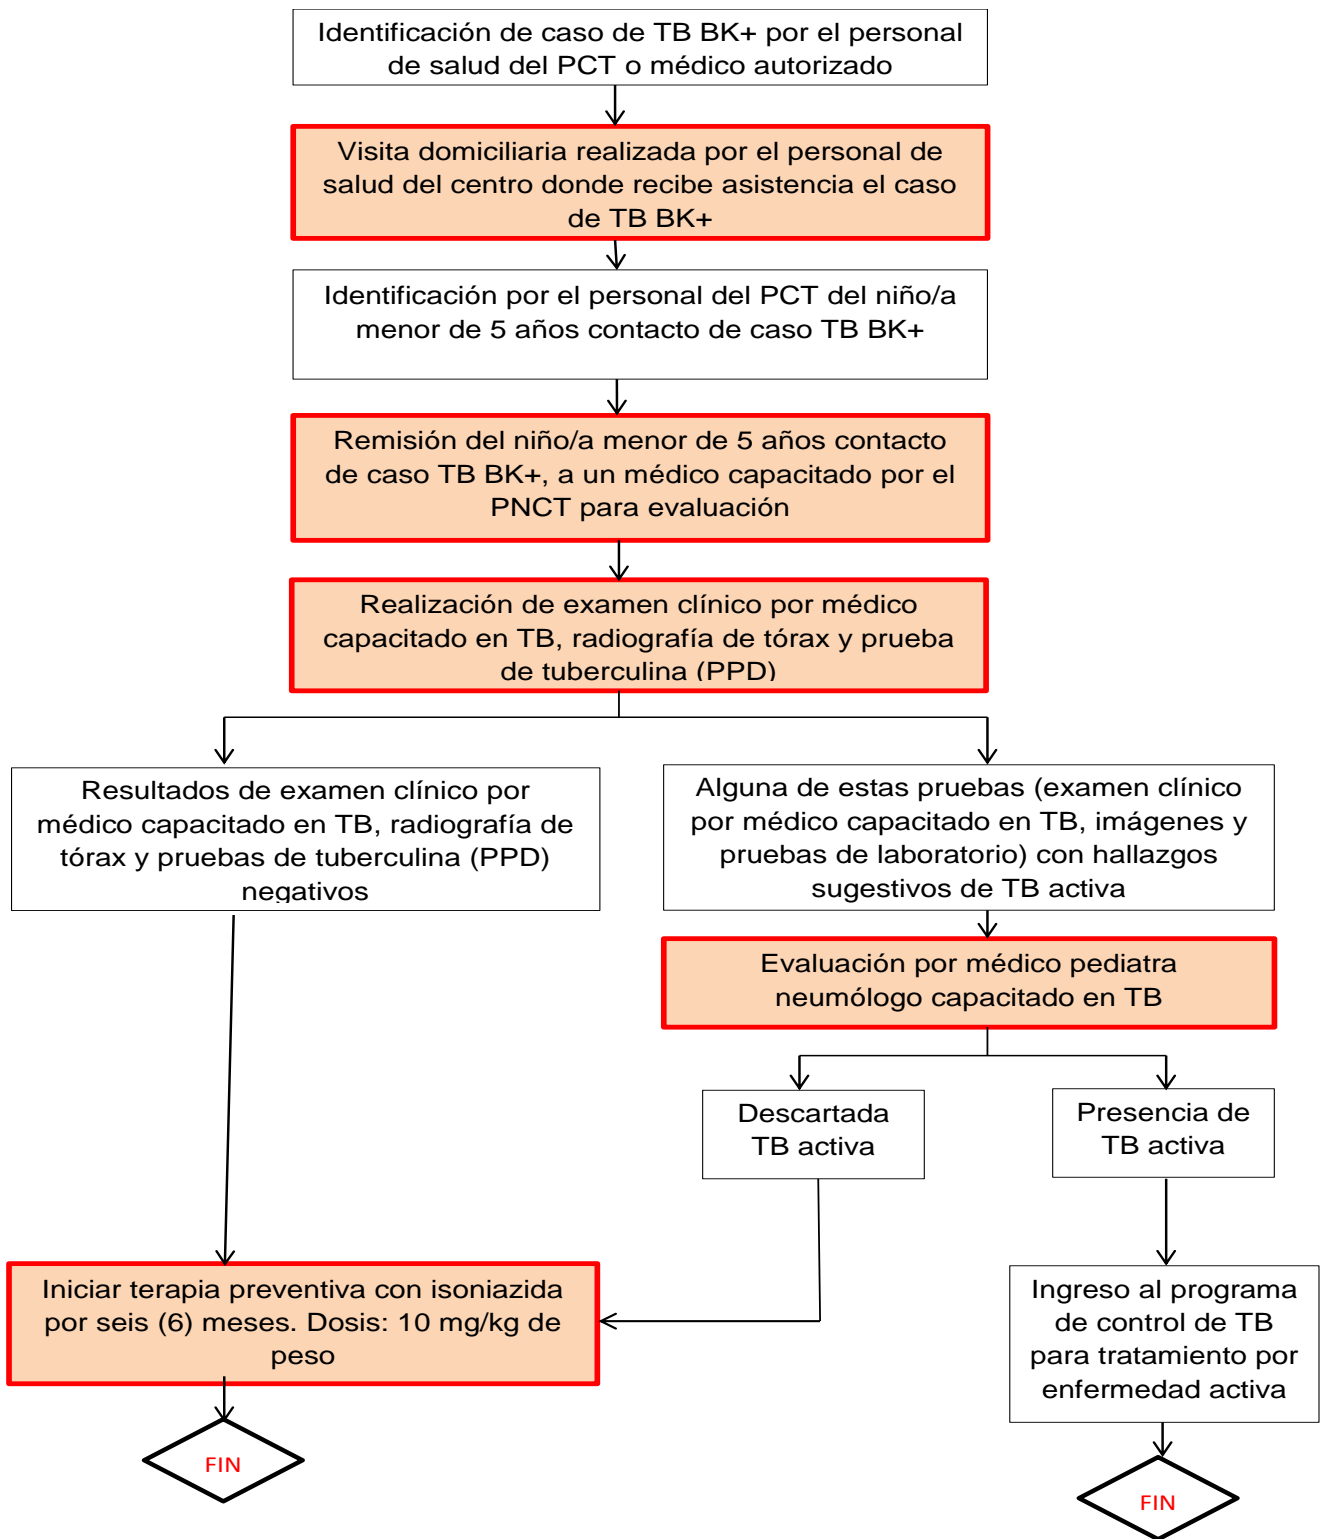 Identificación de caso de TB BK+ por el personal
de salud del PCT o médico autorizado
Visita domiciliaria realizada por el personal de
salud del centro donde recibe asistencia el caso
de TB BK+
Identificación por el personal del PCT del niño/a
menor de 5 años contacto de caso TB BK+
Remisión del niño/a menor de 5 años contacto
de caso TB BK+, a un médico capacitado por el
PNCT para evaluación
Realización de examen clínico por médico
capacitado en TB, radiografía de tórax y prueba
de tuberculina (PPD)
Resultados de examen clínico por
médico capacitado en TB, radiografía de
tórax y pruebas de tuberculina (PPD)
negativos
Alguna de estas pruebas (examen clínico
por médico capacitado en TB, imágenes y
pruebas de laboratorio) con hallazgos
sugestivos de TB activa
Evaluación por médico pediatra
neumólogo capacitado en TB
Descartada
TB activa
Presencia de
TB activa
Iniciar terapia preventiva con isoniazida
por seis (6) meses. Dosis: 10 mg/kg de
peso
Ingreso al programa
de control de TB
para tratamiento por
enfermedad activa
FIN
FIN